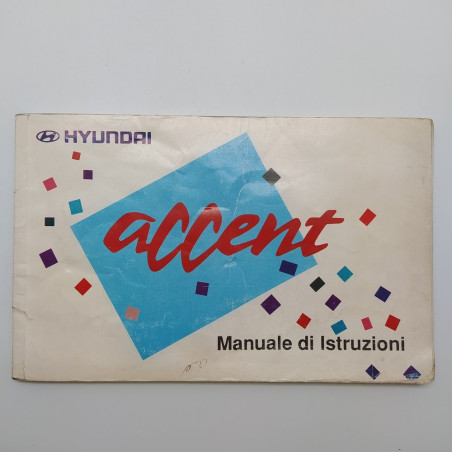 HYUNDAI
accent
Manuale di Istruzioni